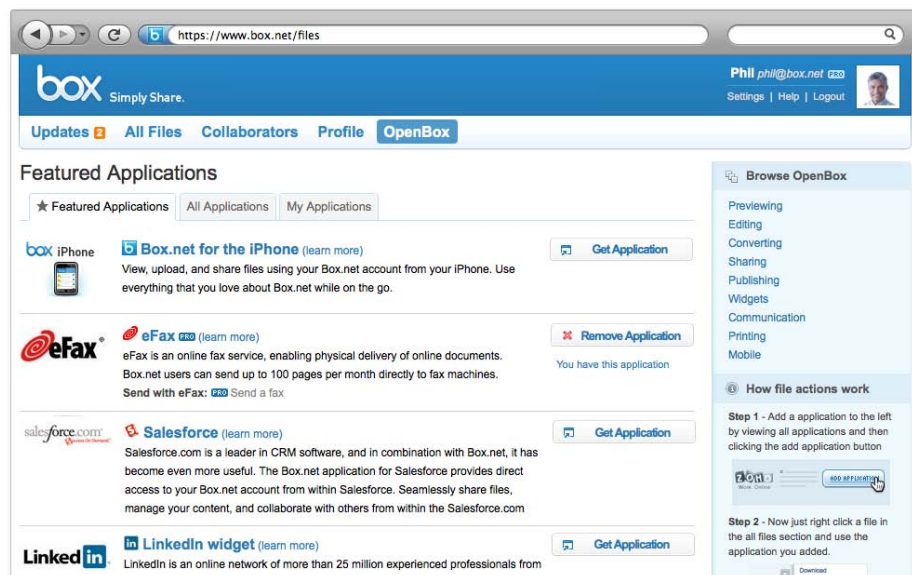 https://www.box.net/files
box Simply Share.
Phil phil@box.net PRO
Settings | Help | Logout
Updates 2 All Files Collaborators Profile OpenBox
Featured Applications
Featured Applications All Applications My Applications
box iPhone
Box.net for the iPhone (learn more)
View, upload, and share files using your Box.net account from your iPhone. Use
everything that you love about Box.net while on the go.
Get Application
eFax
eFax PRO (learn more)
eFax is an online fax service, enabling physical delivery of online documents.
Box.net users can send up to 100 pages per month directly to fax machines.
Send with eFax: PRO Send a fax
Remove Application
You have this application
salesforce.com
Salesforce (learn more)
Salesforce.com is a leader in CRM software, and in combination with Box.net, it has
become even more useful. The Box.net application for Salesforce provides direct
access to your Box.net account from within Salesforce. Seamlessly share files,
manage your content, and collaborate with others from within the Salesforce.com
Get Application
Linked in
LinkedIn widget (learn more)
LinkedIn is an online network of more than 25 million experienced professionals from
Get Application
Browse OpenBox
Previewing
Editing
Converting
Sharing
Publishing
Widgets
Communication
Printing
Mobile
How file actions work
Step 1 - Add a application to the left
by viewing all applications and then
clicking the add application button
ZOHO
Work. Online
ADD APPLICATION
Step 2 - Now just right click a file in
the all files section and use the
application you added.
Download